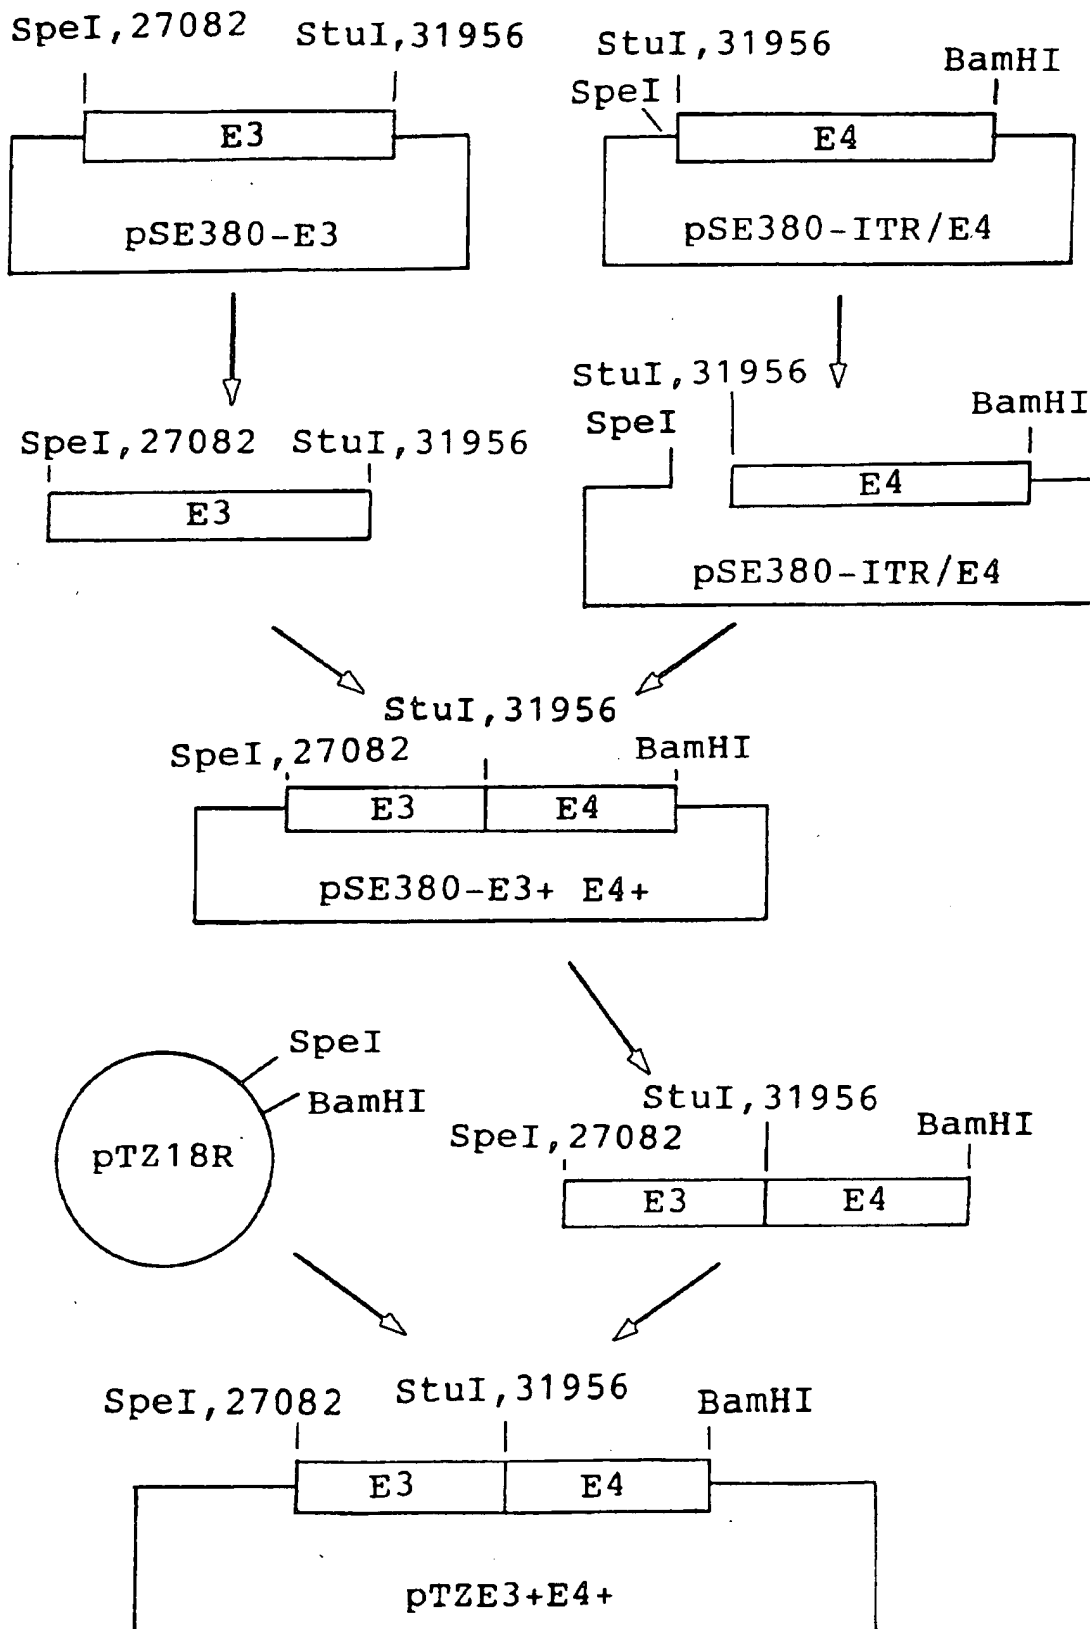 SpeI,27082 StuI,31956
StuI,31956
BamHI
SpeI
E3
E4
pSE380-E3
pSE380-ITR/E4
StuI,31956
BamHI
SpeI
SpeI,27082 StuI,31956
E4
E3
pSE380-ITR/E4
StuI,31956
SpeI,27082
BamHI
E3 E4
pSE380-E3+ E4+
SpeI
BamHI
pTZ18R
StuI,31956
SpeI,27082
BamHI
E3 E4
SpeI,27082 StuI,31956 BamHI
E3 E4
pTZE3+E4+